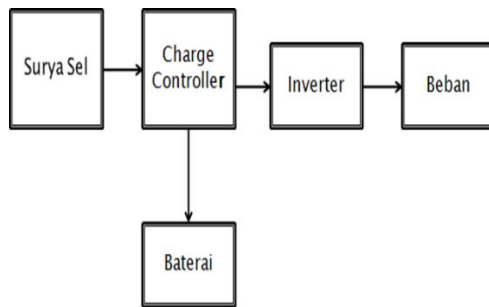 Surya Sel
Charge
Controller
Inverter
Beban
Baterai